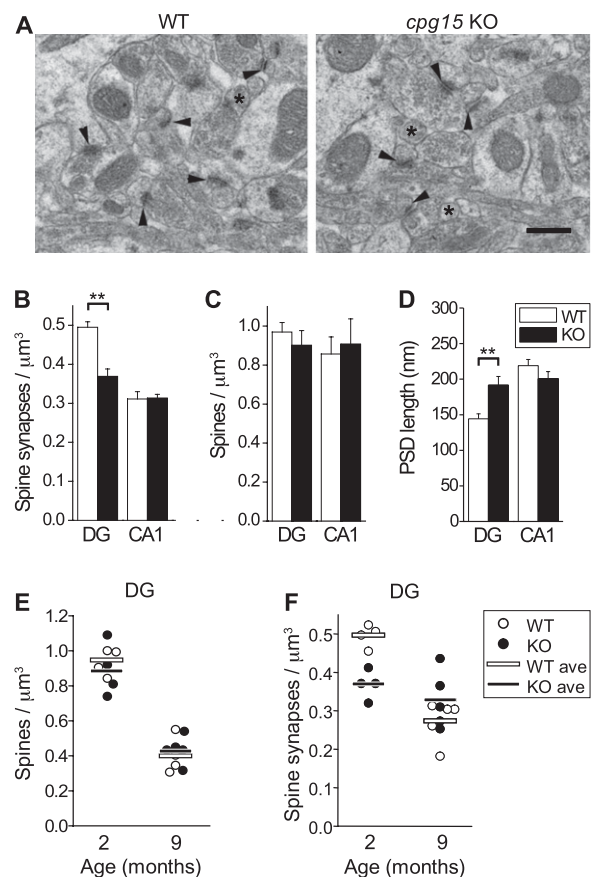 A
WT
cpg15 KO
*
*
*
B
**
Spine synapses / μm³
0.5
0.4
0.3
0.2
0.1
0.0
DG
CA1
C
Spines / μm³
1.0
0.8
0.6
0.4
0.2
0.0
DG
CA1
D
WT
KO
**
PSD length (nm)
300
250
200
150
100
50
0
DG
CA1
E
DG
Spines / μm³
1.2
1.0
0.8
0.6
0.4
0.2
0.0
2
9
Age (months)
F
DG
Spine synapses / μm³
0.5
0.4
0.3
0.2
0.1
0.0
2
9
Age (months)
WT
KO
WT ave
KO ave